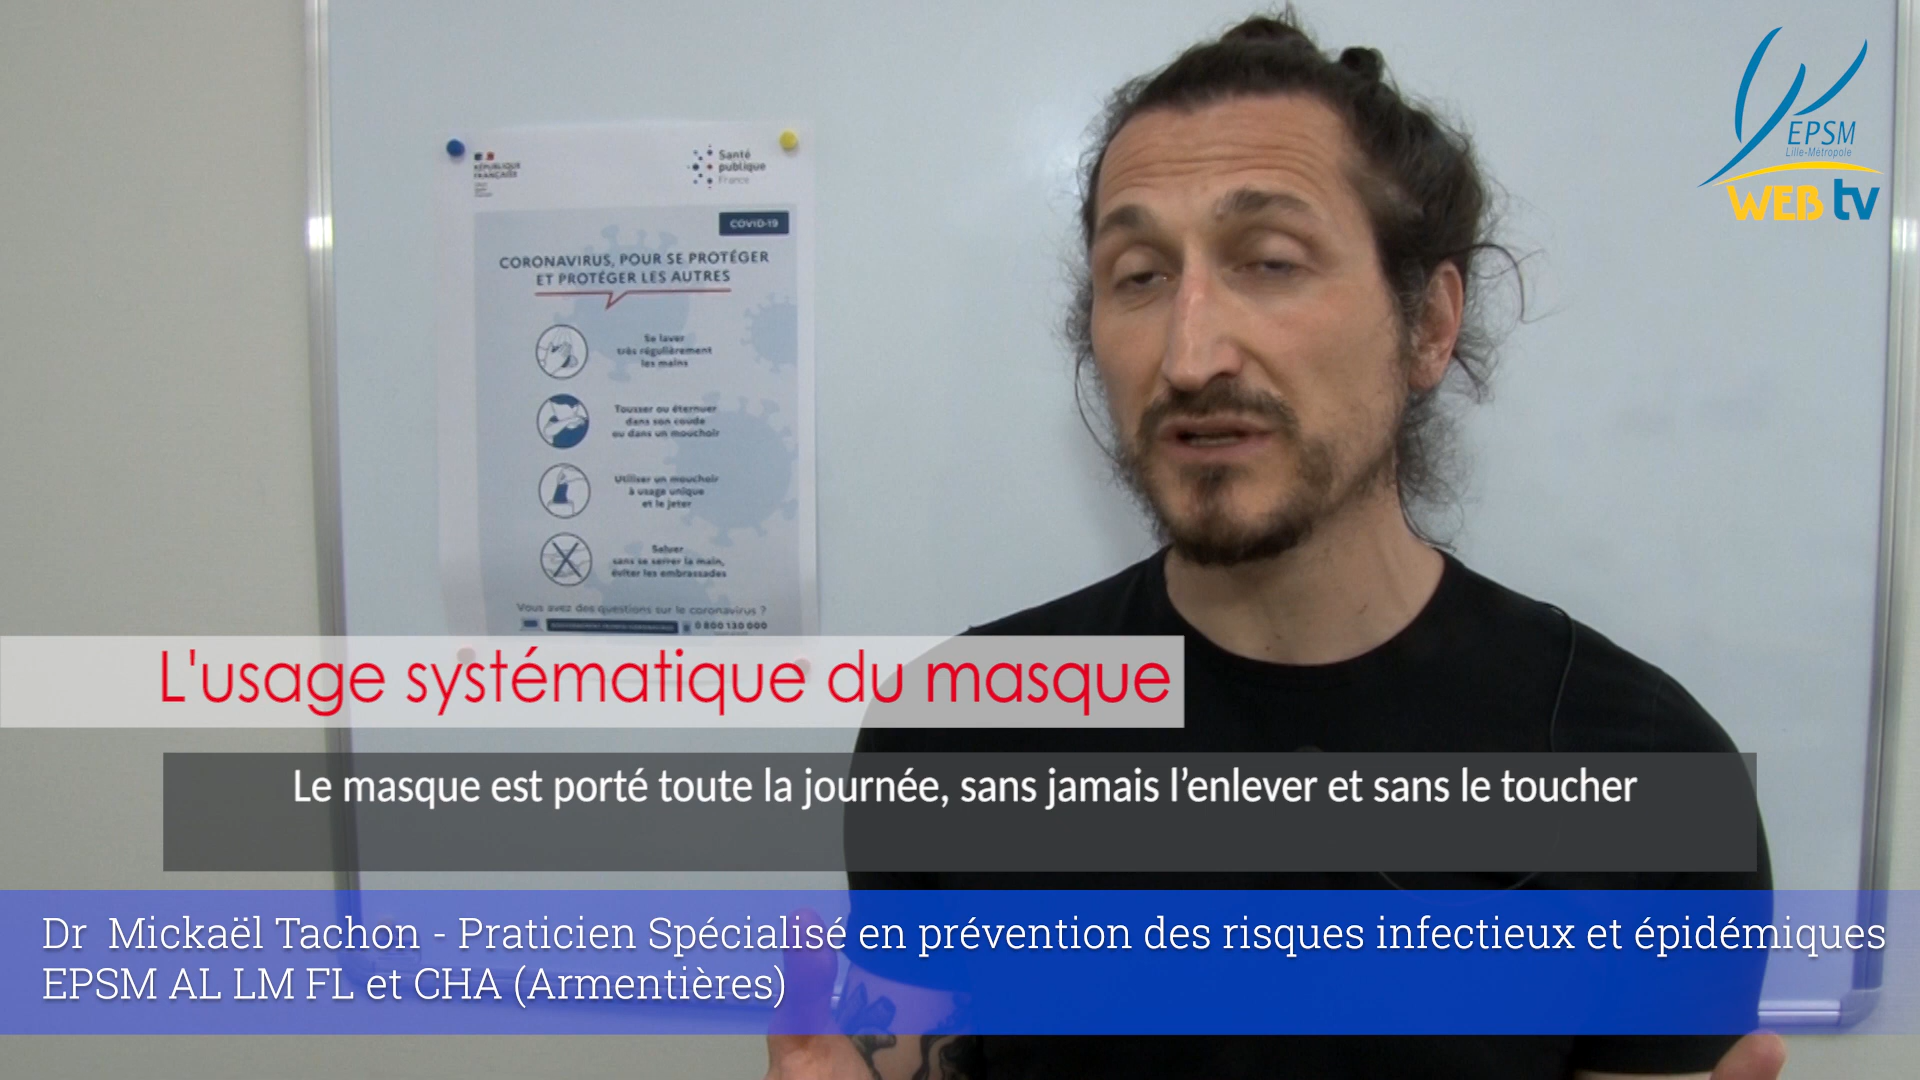 EPSM
Lille-Métropole
WEB tv
RÉPUBLIQUE
FRANÇAISE
Santé
publique
France
COVID-19
CORONAVIRUS, POUR SE PROTÉGER
ET PROTÉGER LES AUTRES
Se laver
très régulièrement
les mains
Tousser ou éternuer
dans son coude
ou dans un mouchoir
Utiliser un mouchoir
à usage unique
et le jeter
Saluer
sans se serrer la main,
éviter les embrassades
Vous avez des questions sur le coronavirus ?
0 800 130 000
L'usage systématique du masque
Le masque est porté toute la journée, sans jamais l’enlever et sans le toucher
Dr Mickaël Tachon - Praticien Spécialisé en prévention des risques infectieux et épidémiques
EPSM AL LM FL et CHA (Armentières)